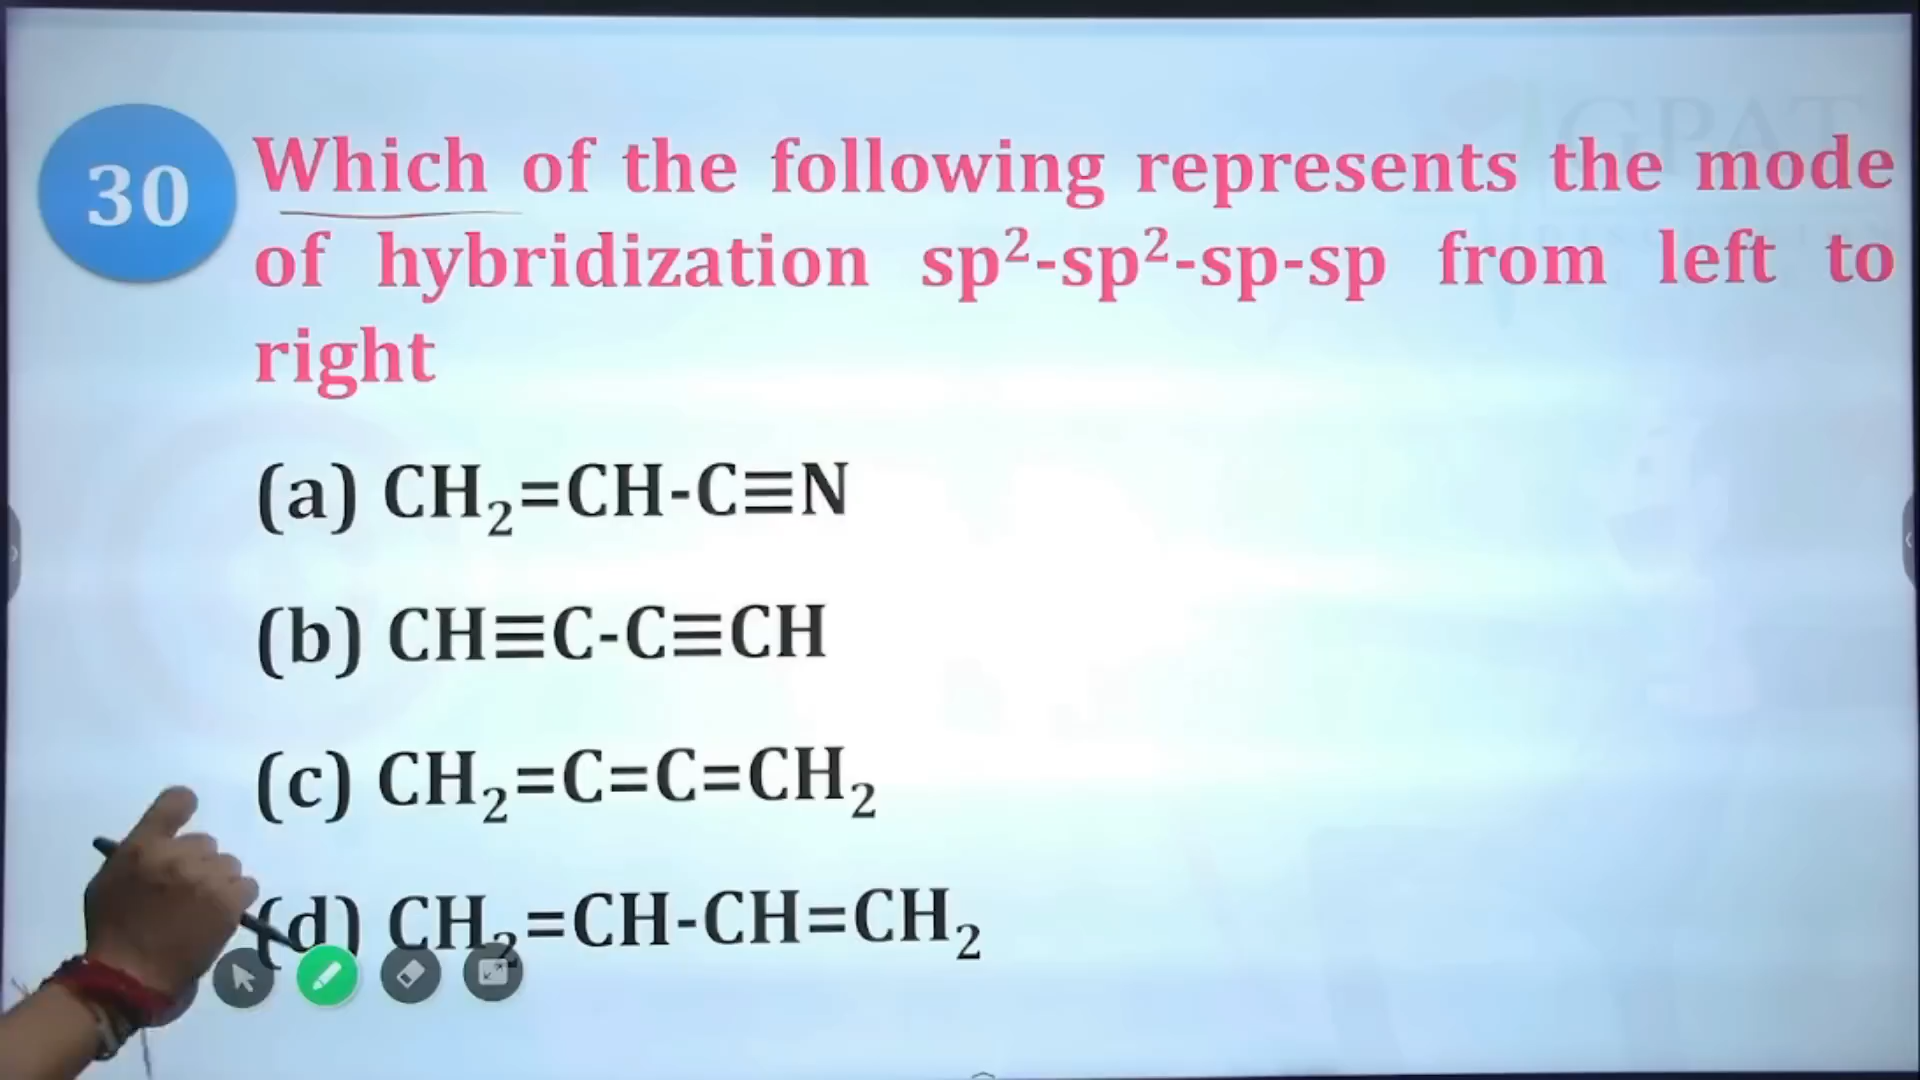 GPAT
30
Which of the following represents the mode
of hybridization sp²-sp²-sp-sp from left to
right
(a) CH₂=CH-C≡N
(b) CH≡C-C≡CH
(c) CH₂=C=C=CH₂
(d) CH₂=CH-CH=CH₂